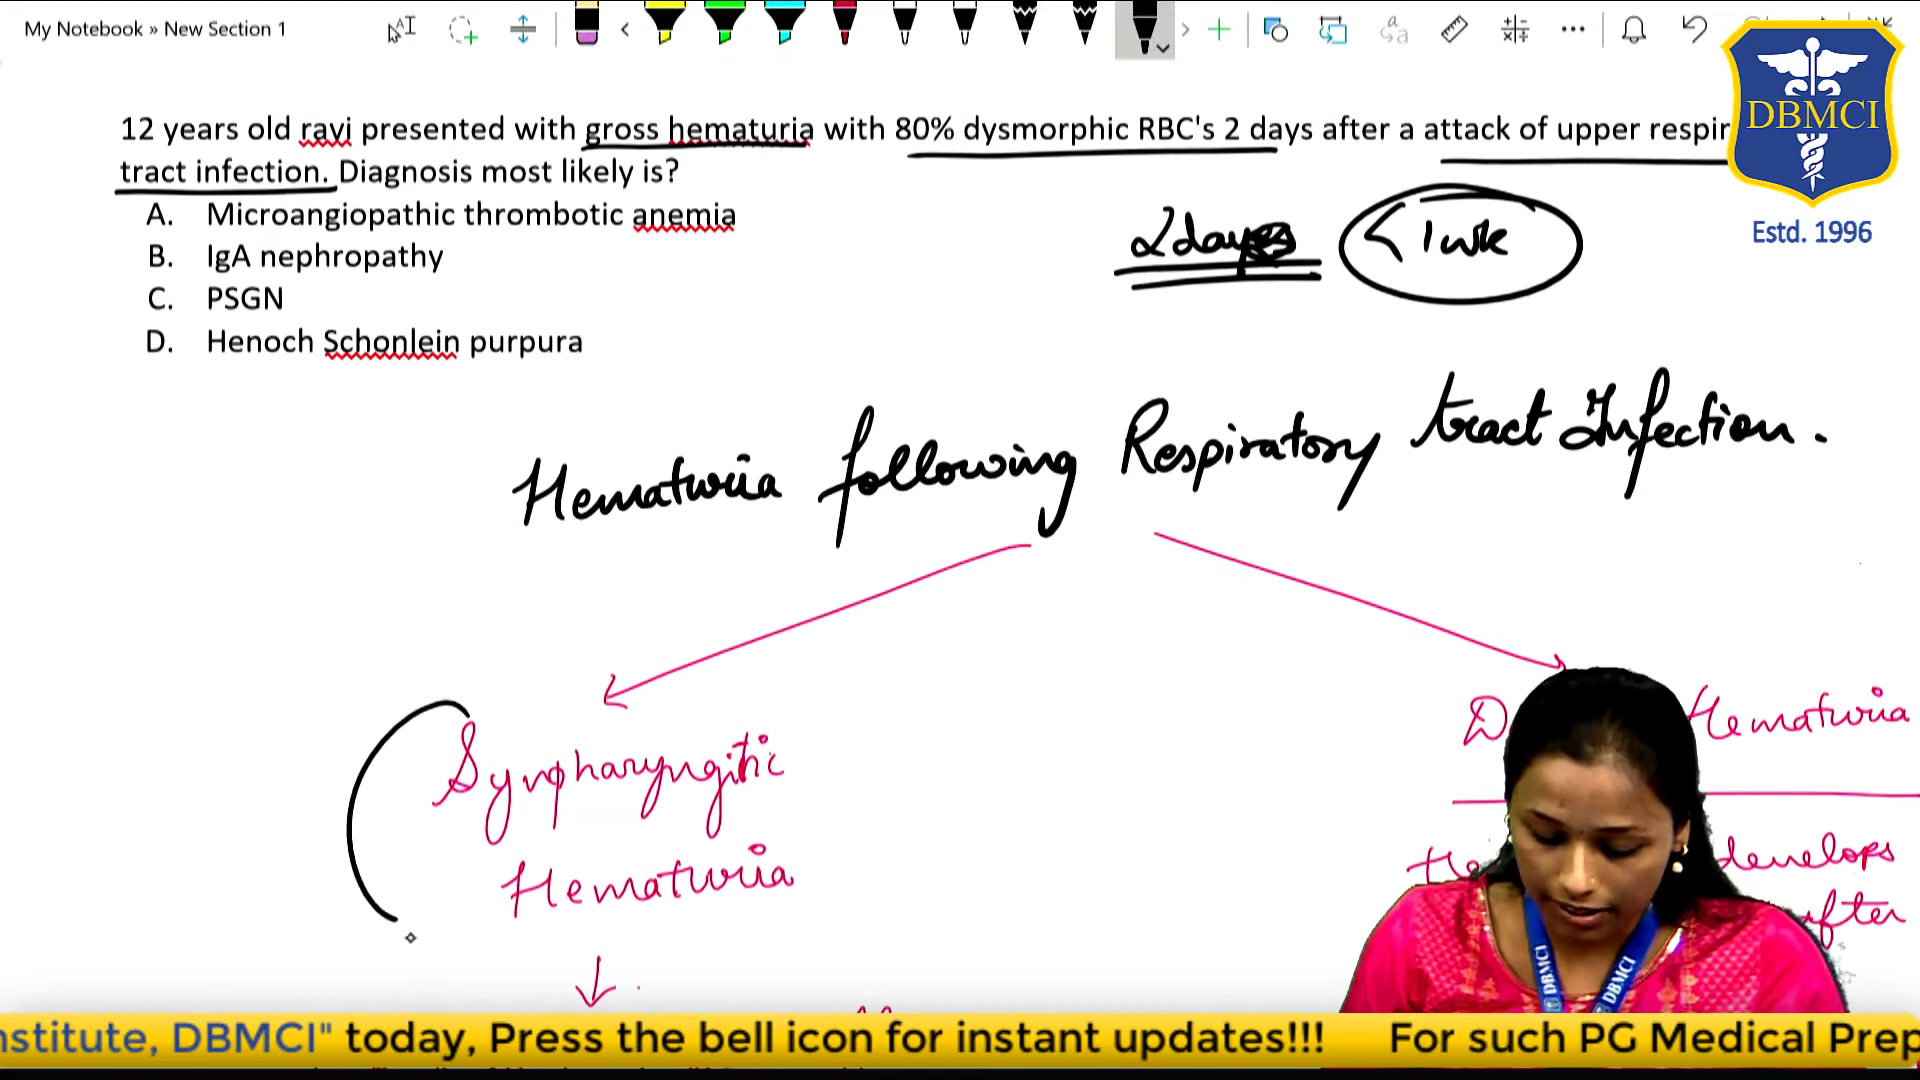 My Notebook » New Section 1
12 years old ravi presented with gross hematuria with 80% dysmorphic RBC's 2 days after a attack of upper respir
tract infection. Diagnosis most likely is?
A. Microangiopathic thrombotic anemia
B. IgA nephropathy
C. PSGN
D. Henoch Schonlein purpura
DBMCI
Estd. 1996
2 days < 1 wk
Hematuria following Respiratory tract Infection.
Synpharyngitic
Hematuria
Hematuria
develops
after
DBMCI
DBMCI
nstitute, DBMCI" today, Press the bell icon for instant updates!!! For such PG Medical Prep